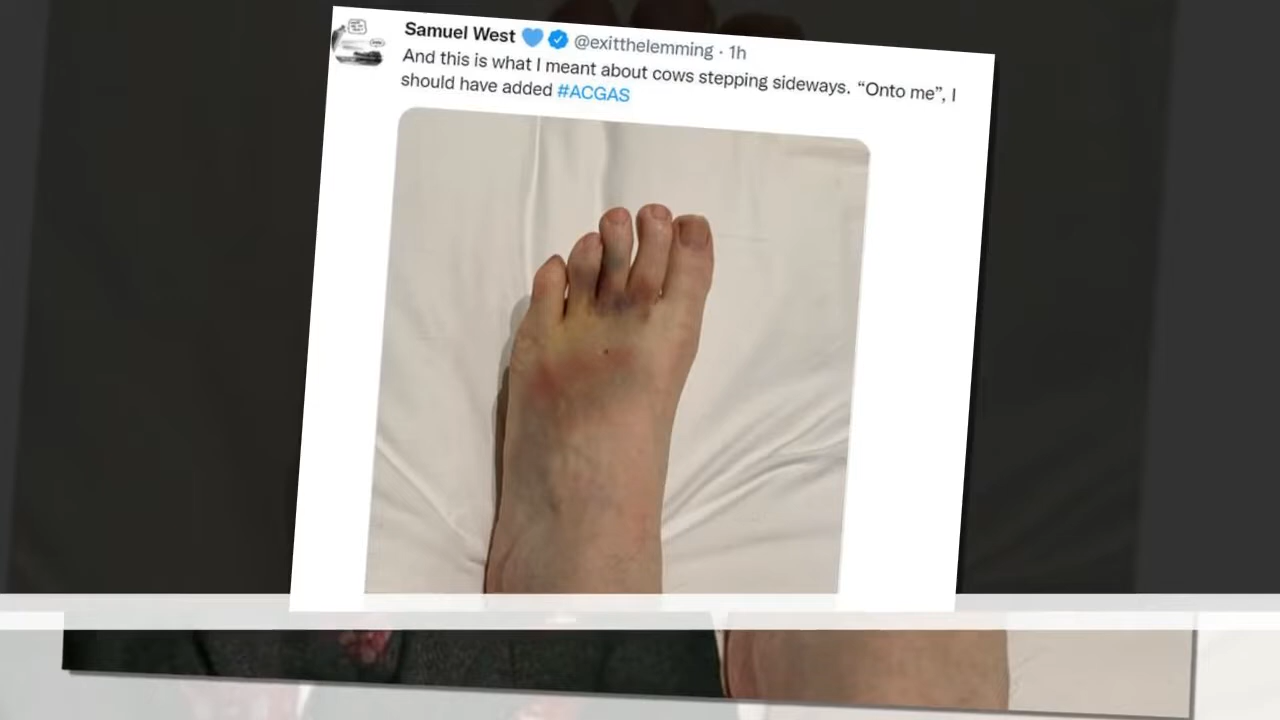 Samuel West 💙 @exitthelemming · 1h
And this is what I meant about cows stepping sideways. “Onto me”, I
should have added #ACGAS